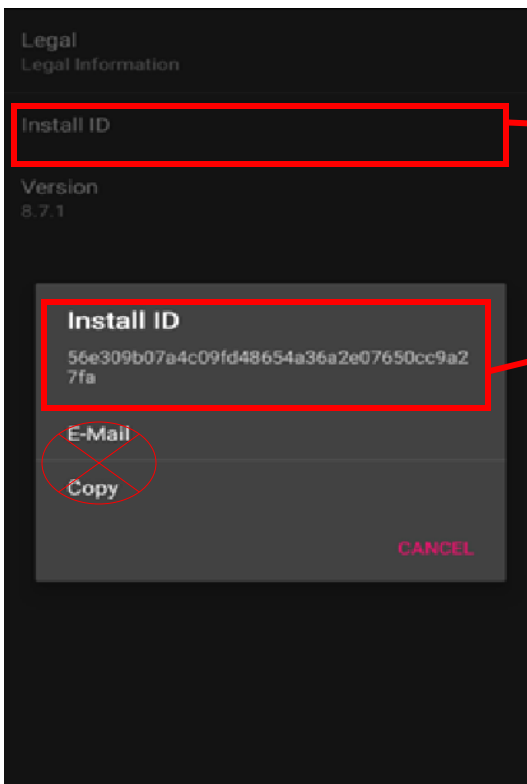 Legal
Legal Information
Install ID
Version
8.7.1
Install ID
56e309b07a4c09fd48654a36a2e07650cc9a2
7fa
E-Mail
Copy
CANCEL